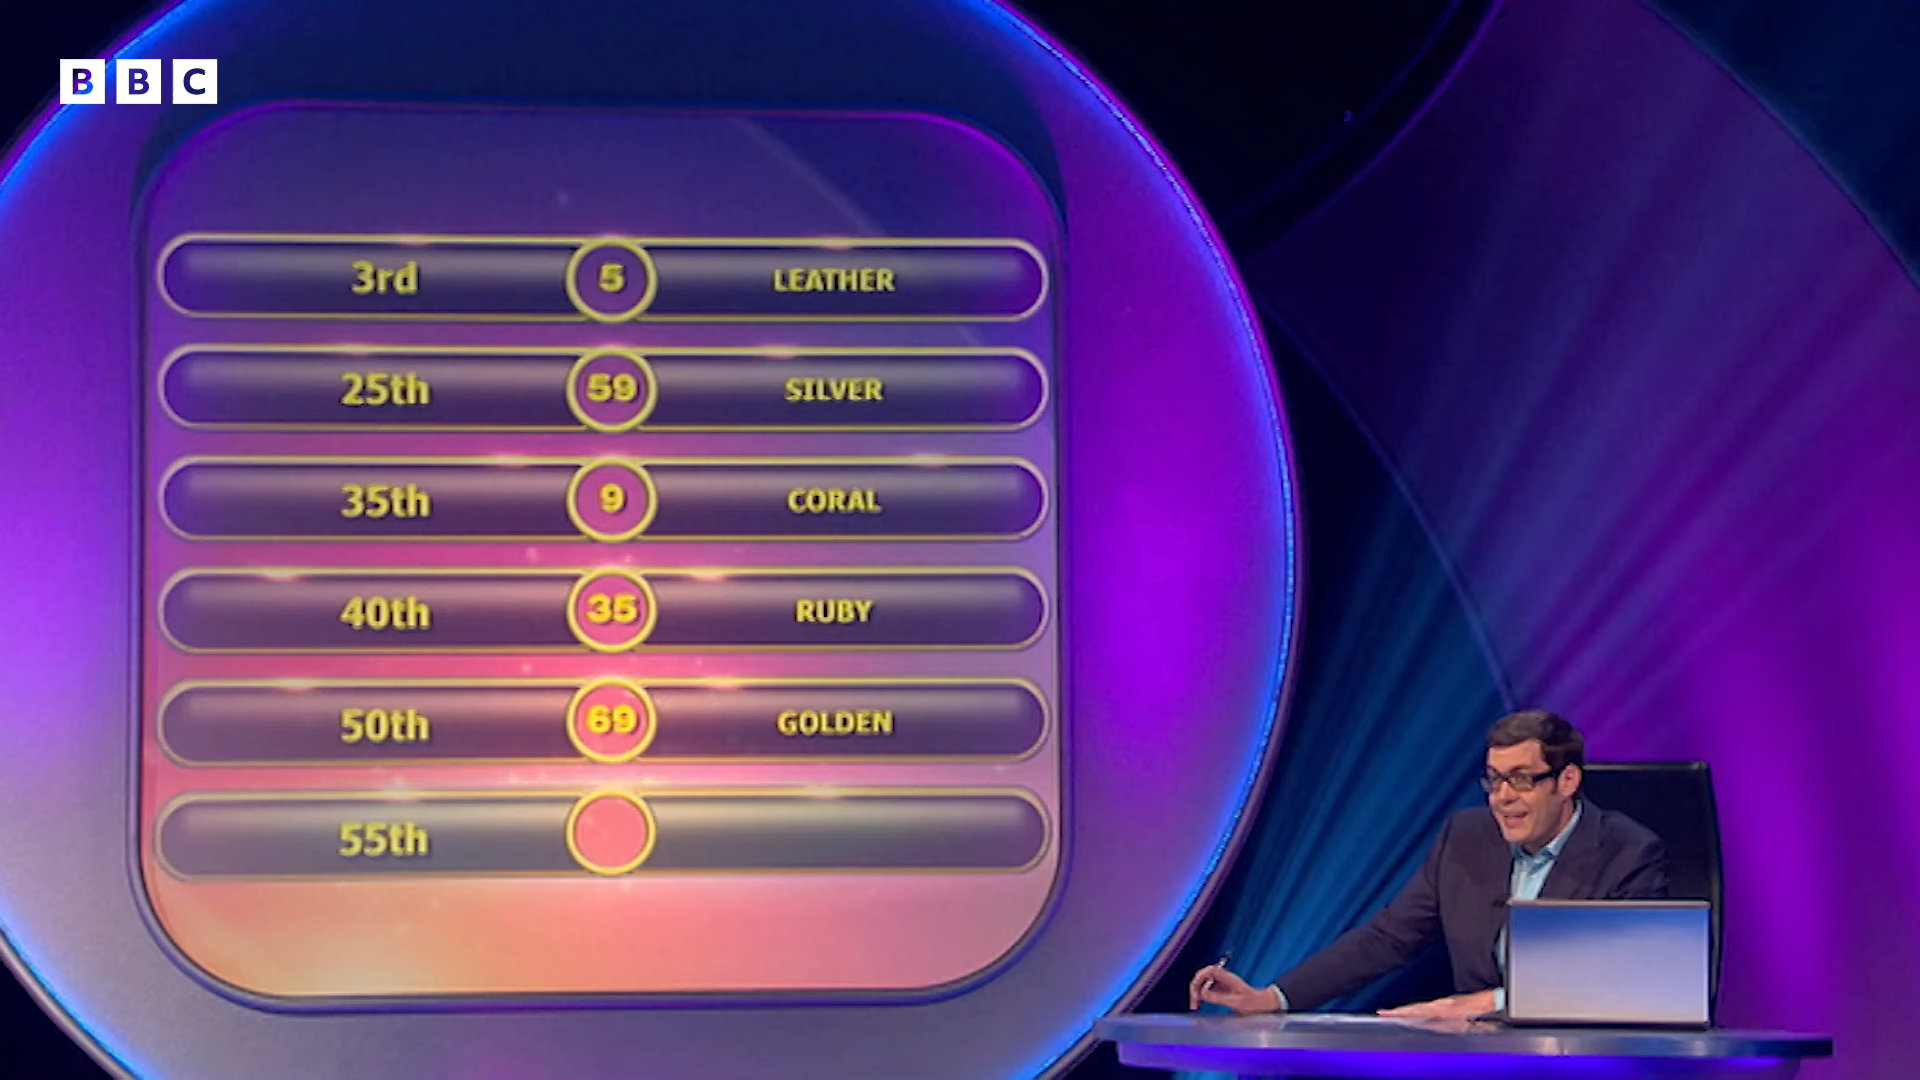 BBC
3rd 5 LEATHER
25th 59 SILVER
35th 9 CORAL
40th 35 RUBY
50th 69 GOLDEN
55th